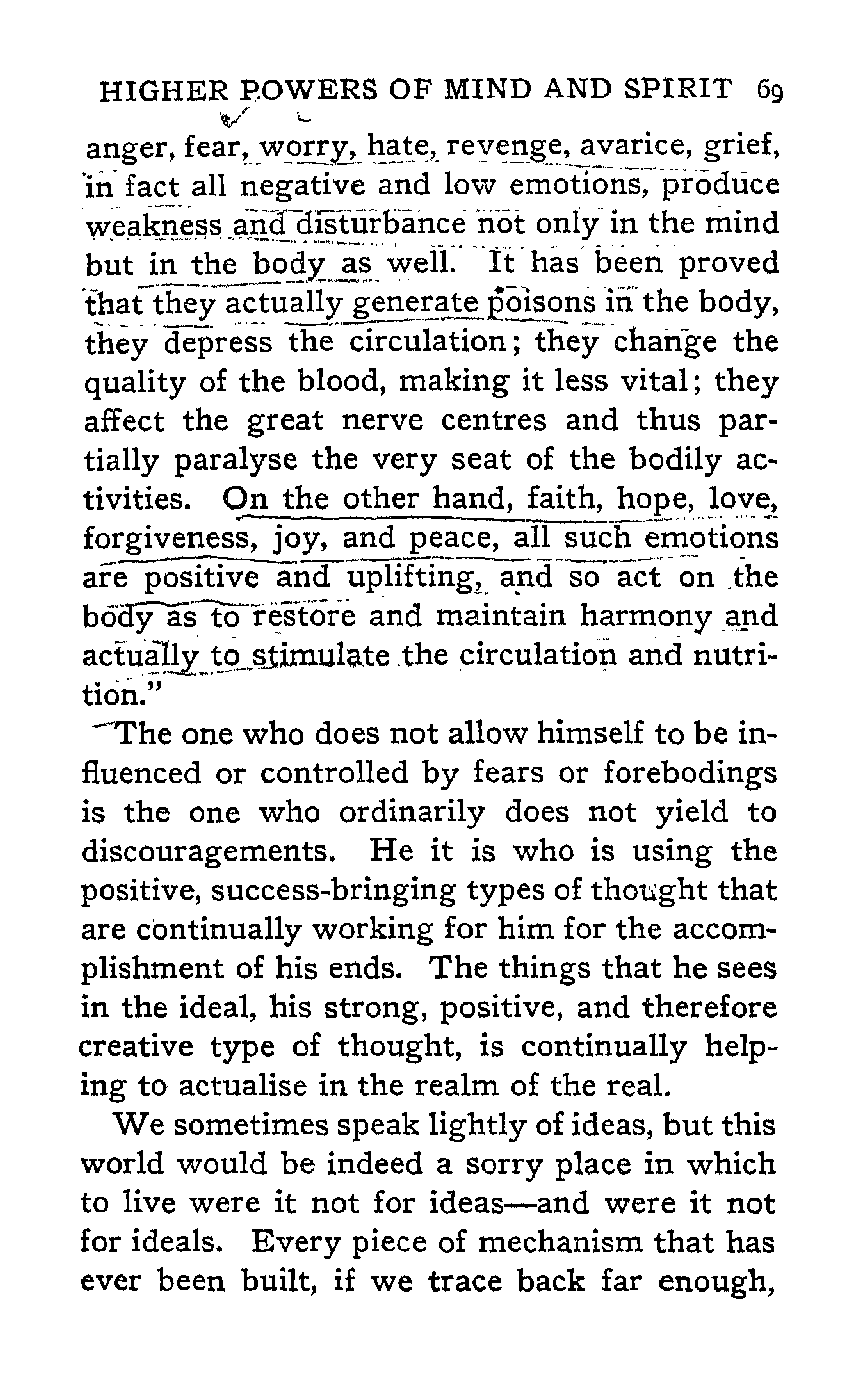 HIGHER POWERS OF MIND AND SPIRIT 69
anger, fear, worry, hate, revenge, avarice, grief,
in fact all negative and low emotions, produce
weakness and disturbance not only in the mind
but in the body as well. It has been proved
that they actually generate poisons in the body,
they depress the circulation; they change the
quality of the blood, making it less vital; they
affect the great nerve centres and thus par-
tially paralyse the very seat of the bodily ac-
tivities. On the other hand, faith, hope, love,
forgiveness, joy, and peace, all such emotions
are positive and uplifting, and so act on the
body as to restore and maintain harmony and
actually to stimulate the circulation and nutri-
tion."
The one who does not allow himself to be in-
fluenced or controlled by fears or forebodings
is the one who ordinarily does not yield to
discouragements. He it is who is using the
positive, success-bringing types of thought that
are continually working for him for the accom-
plishment of his ends. The things that he sees
in the ideal, his strong, positive, and therefore
creative type of thought, is continually help-
ing to actualise in the realm of the real.
We sometimes speak lightly of ideas, but this
world would be indeed a sorry place in which
to live were it not for ideas—and were it not
for ideals. Every piece of mechanism that has
ever been built, if we trace back far enough,